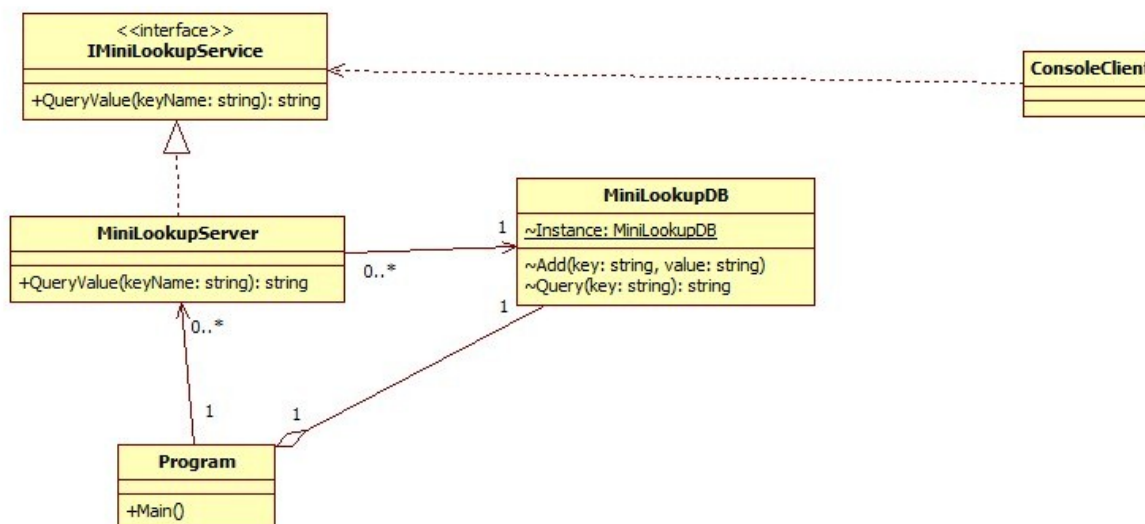 <<interface>>
IMiniLookupService
+QueryValue(keyName: string): string
ConsoleClient
MiniLookupServer
+QueryValue(keyName: string): string
MiniLookupDB
~Instance: MiniLookupDB
~Add(key: string, value: string)
~Query(key: string): string
1
0..*
1
0..*
1
1
Program
+Main()